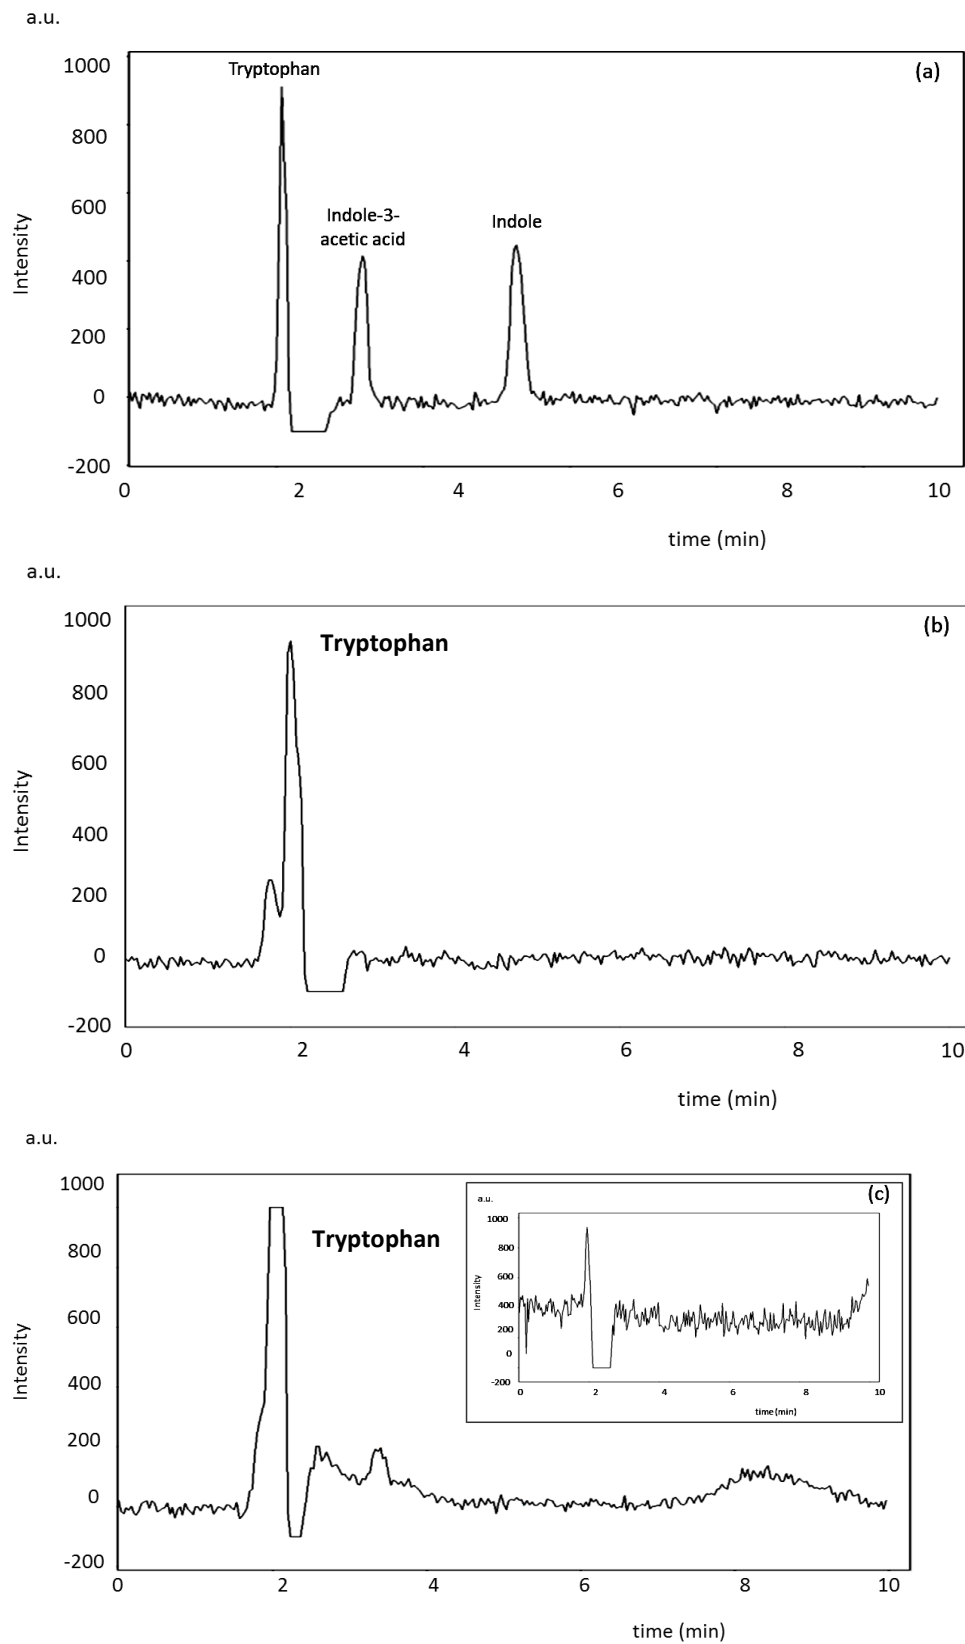 a.u.
1000
Tryptophan
(a)
800
600
Indole-3-
acetic acid
Indole
Intensity
400
200
0
-200
0 2 4 6 8 10
time (min)
a.u.
1000
(b)
Tryptophan
800
600
Intensity
400
200
0
-200
0 2 4 6 8 10
time (min)
a.u.
1000
Tryptophan
800
600
Intensity
400
200
0
-200
0 2 4 6 8 10
time (min)
(c)
a.u.
1000
800
600
Intensity
400
200
0
-200
0 2 4 6 8 10
time (min)